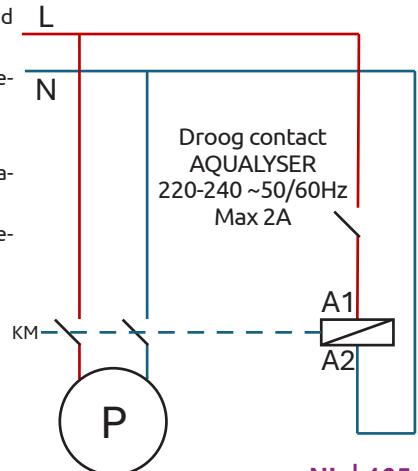 d
L
e-
N
a-
e-
Droog contact
AQUALYSER
220-240 ~50/60Hz
Max 2A
A1
KM
A2
P